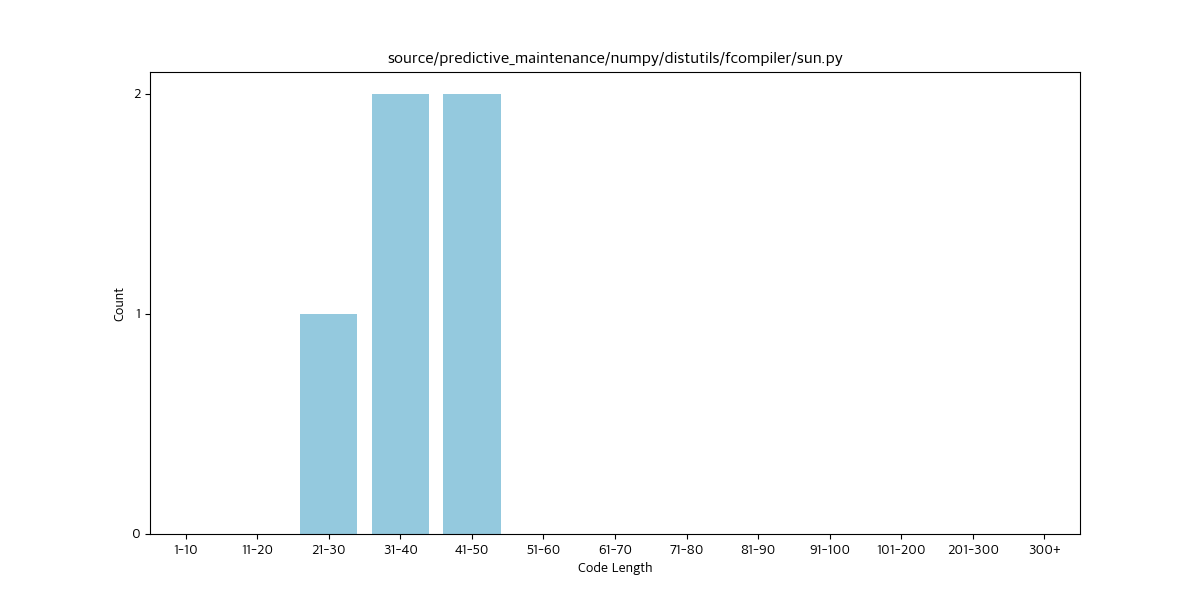 source/predictive_maintenance/numpy/distutils/fcompiler/sun.py
2
1
0
Count
1-10 11-20 21-30 31-40 41-50 51-60 61-70 71-80 81-90 91-100 101-200 201-300 300+
Code Length